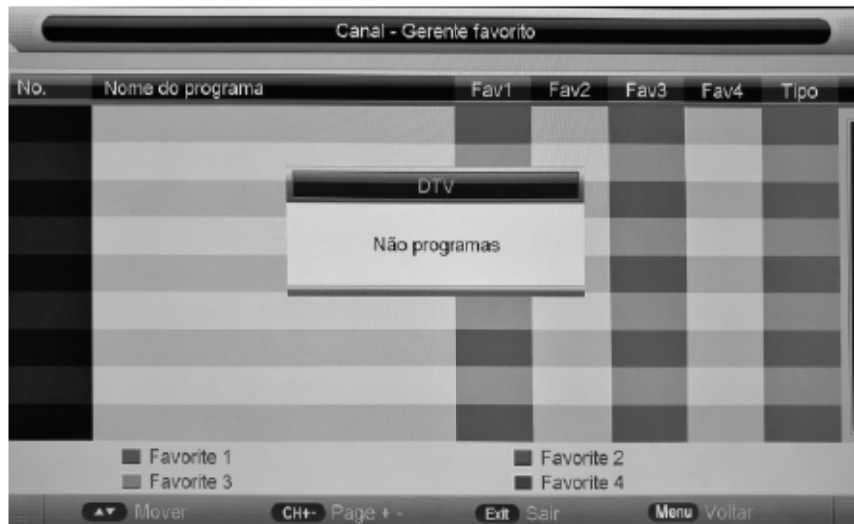 Canal - Gerente favorito
No. Nome do programa Fav1 Fav2 Fav3 Fav4 Tipo
DTV
Não programas
Favorite 1 Favorite 2
Favorite 3 Favorite 4
▲▼ Mover CH+- Page + - Exit Sair Menu Voltar